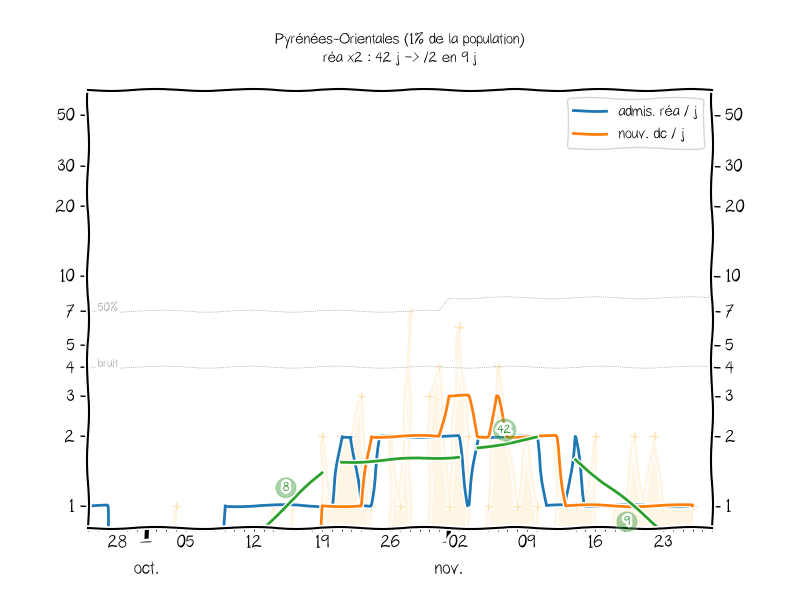 Pyrénées-Orientales (1% de la population)
réa x2 : 42 j -> /2 en 9 j
admis. réa / j
nouv. dc / j
50 50
30 30
20 20
10 10
50%
7 7
5 5
4 4
bruit
3 3
2 2
42
8
1 1
9
28 05 12 19 26 02 09 16 23
oct. nov.